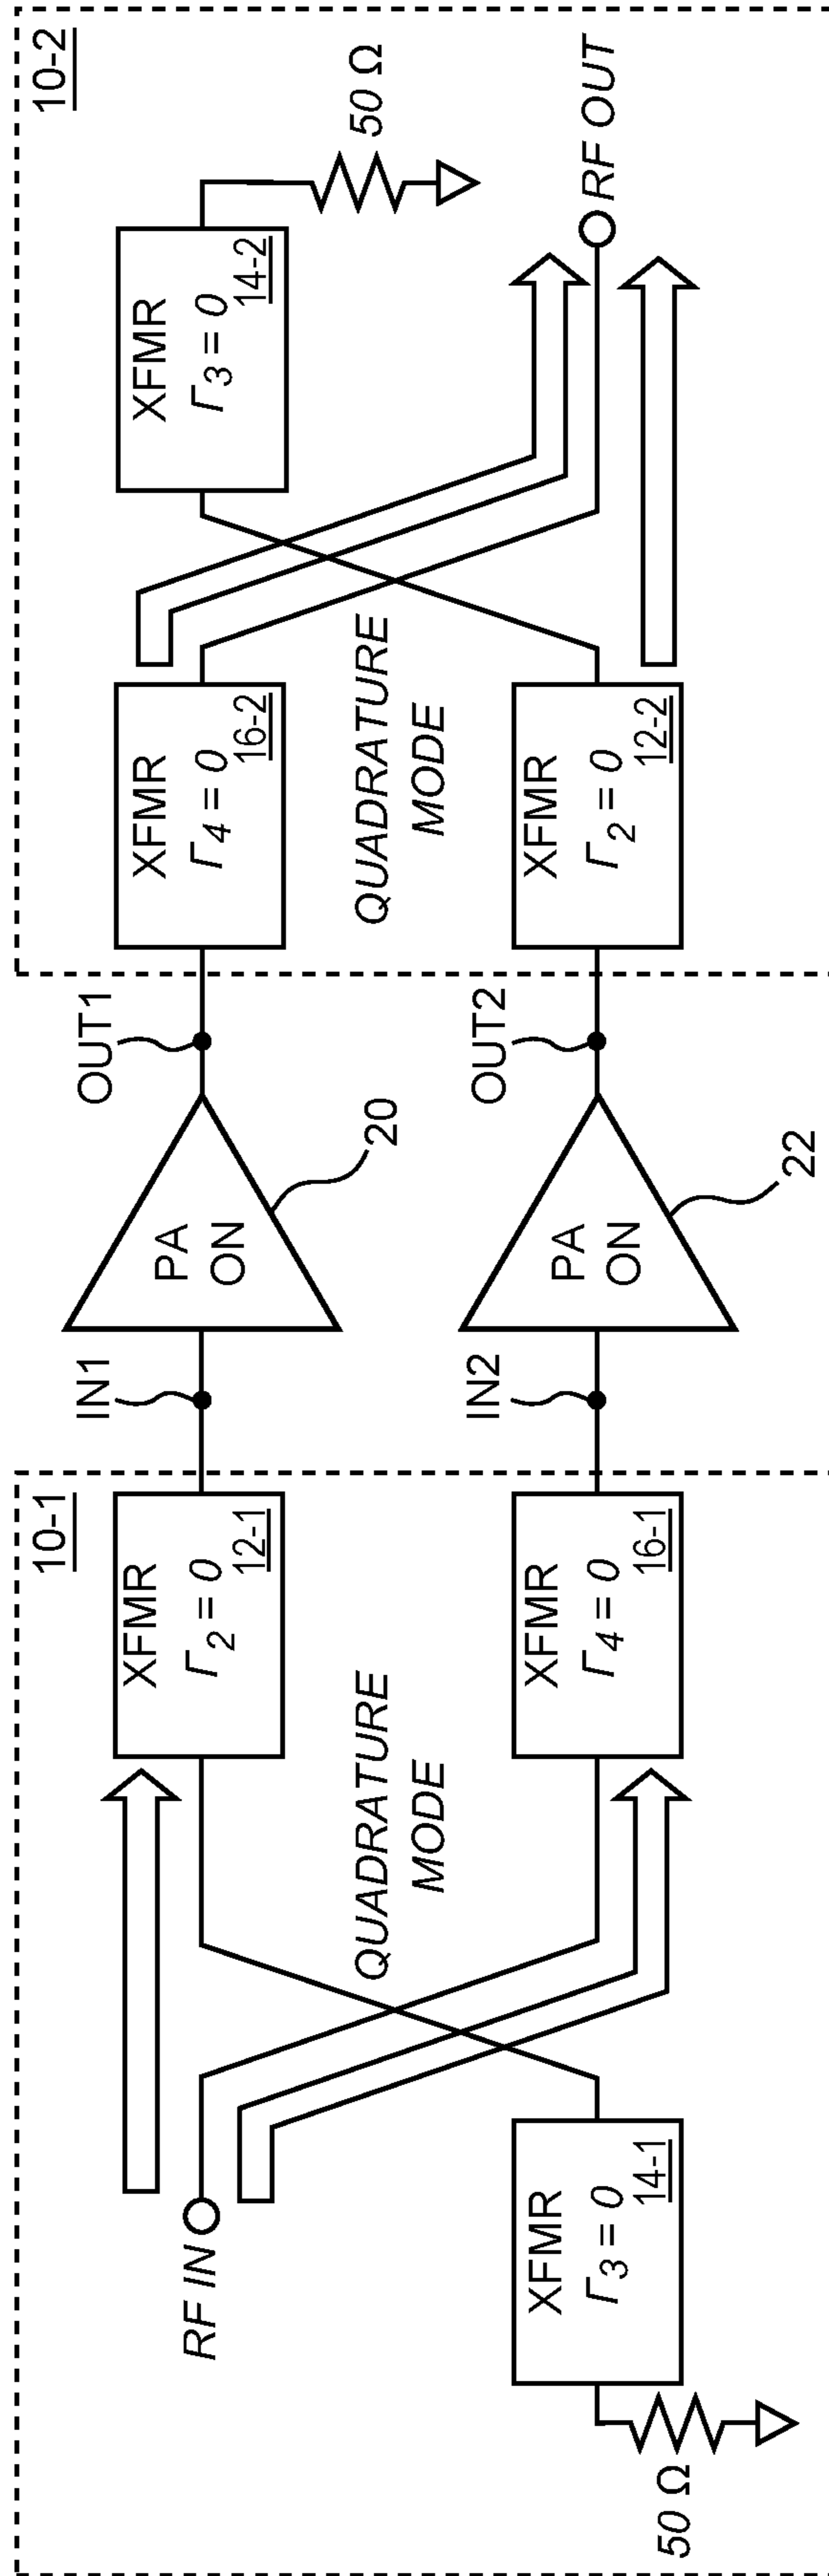 10-1
RF IN
XFMR
Γ2 = 0
12-1
IN1
PA
ON
20
OUT1
QUADRATURE
MODE
XFMR
Γ3 = 0
14-1
50 Ω
XFMR
Γ4 = 0
16-1
IN2
PA
ON
22
OUT2
10-2
XFMR
Γ4 = 0
16-2
XFMR
Γ3 = 0
14-2
50 Ω
QUADRATURE
MODE
XFMR
Γ2 = 0
12-2
RF OUT